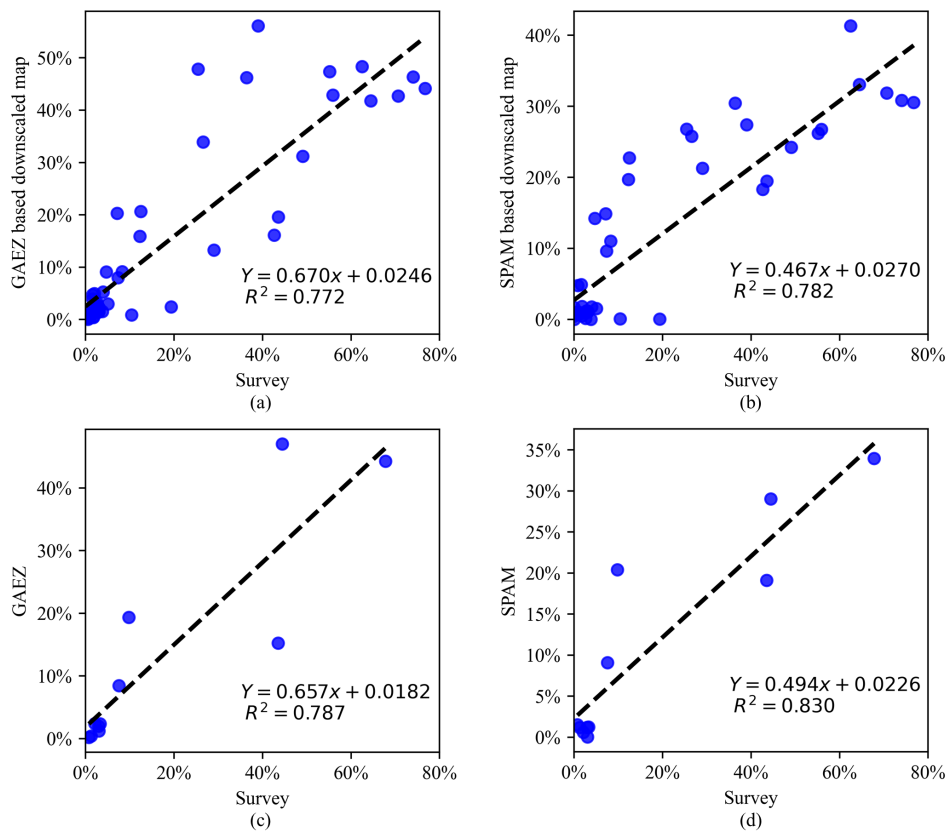 GAEZ based downscaled map
50%
40%
30%
20%
10%
0%
Y = 0.670x + 0.0246
R² = 0.772
0% 20% 40% 60% 80%
Survey
(a)
SPAM based downscaled map
40%
30%
20%
10%
0%
Y = 0.467x + 0.0270
R² = 0.782
0% 20% 40% 60% 80%
Survey
(b)
GAEZ
40%
30%
20%
10%
0%
Y = 0.657x + 0.0182
R² = 0.787
0% 20% 40% 60% 80%
Survey
(c)
SPAM
35%
30%
25%
20%
15%
10%
5%
0%
Y = 0.494x + 0.0226
R² = 0.830
0% 20% 40% 60% 80%
Survey
(d)